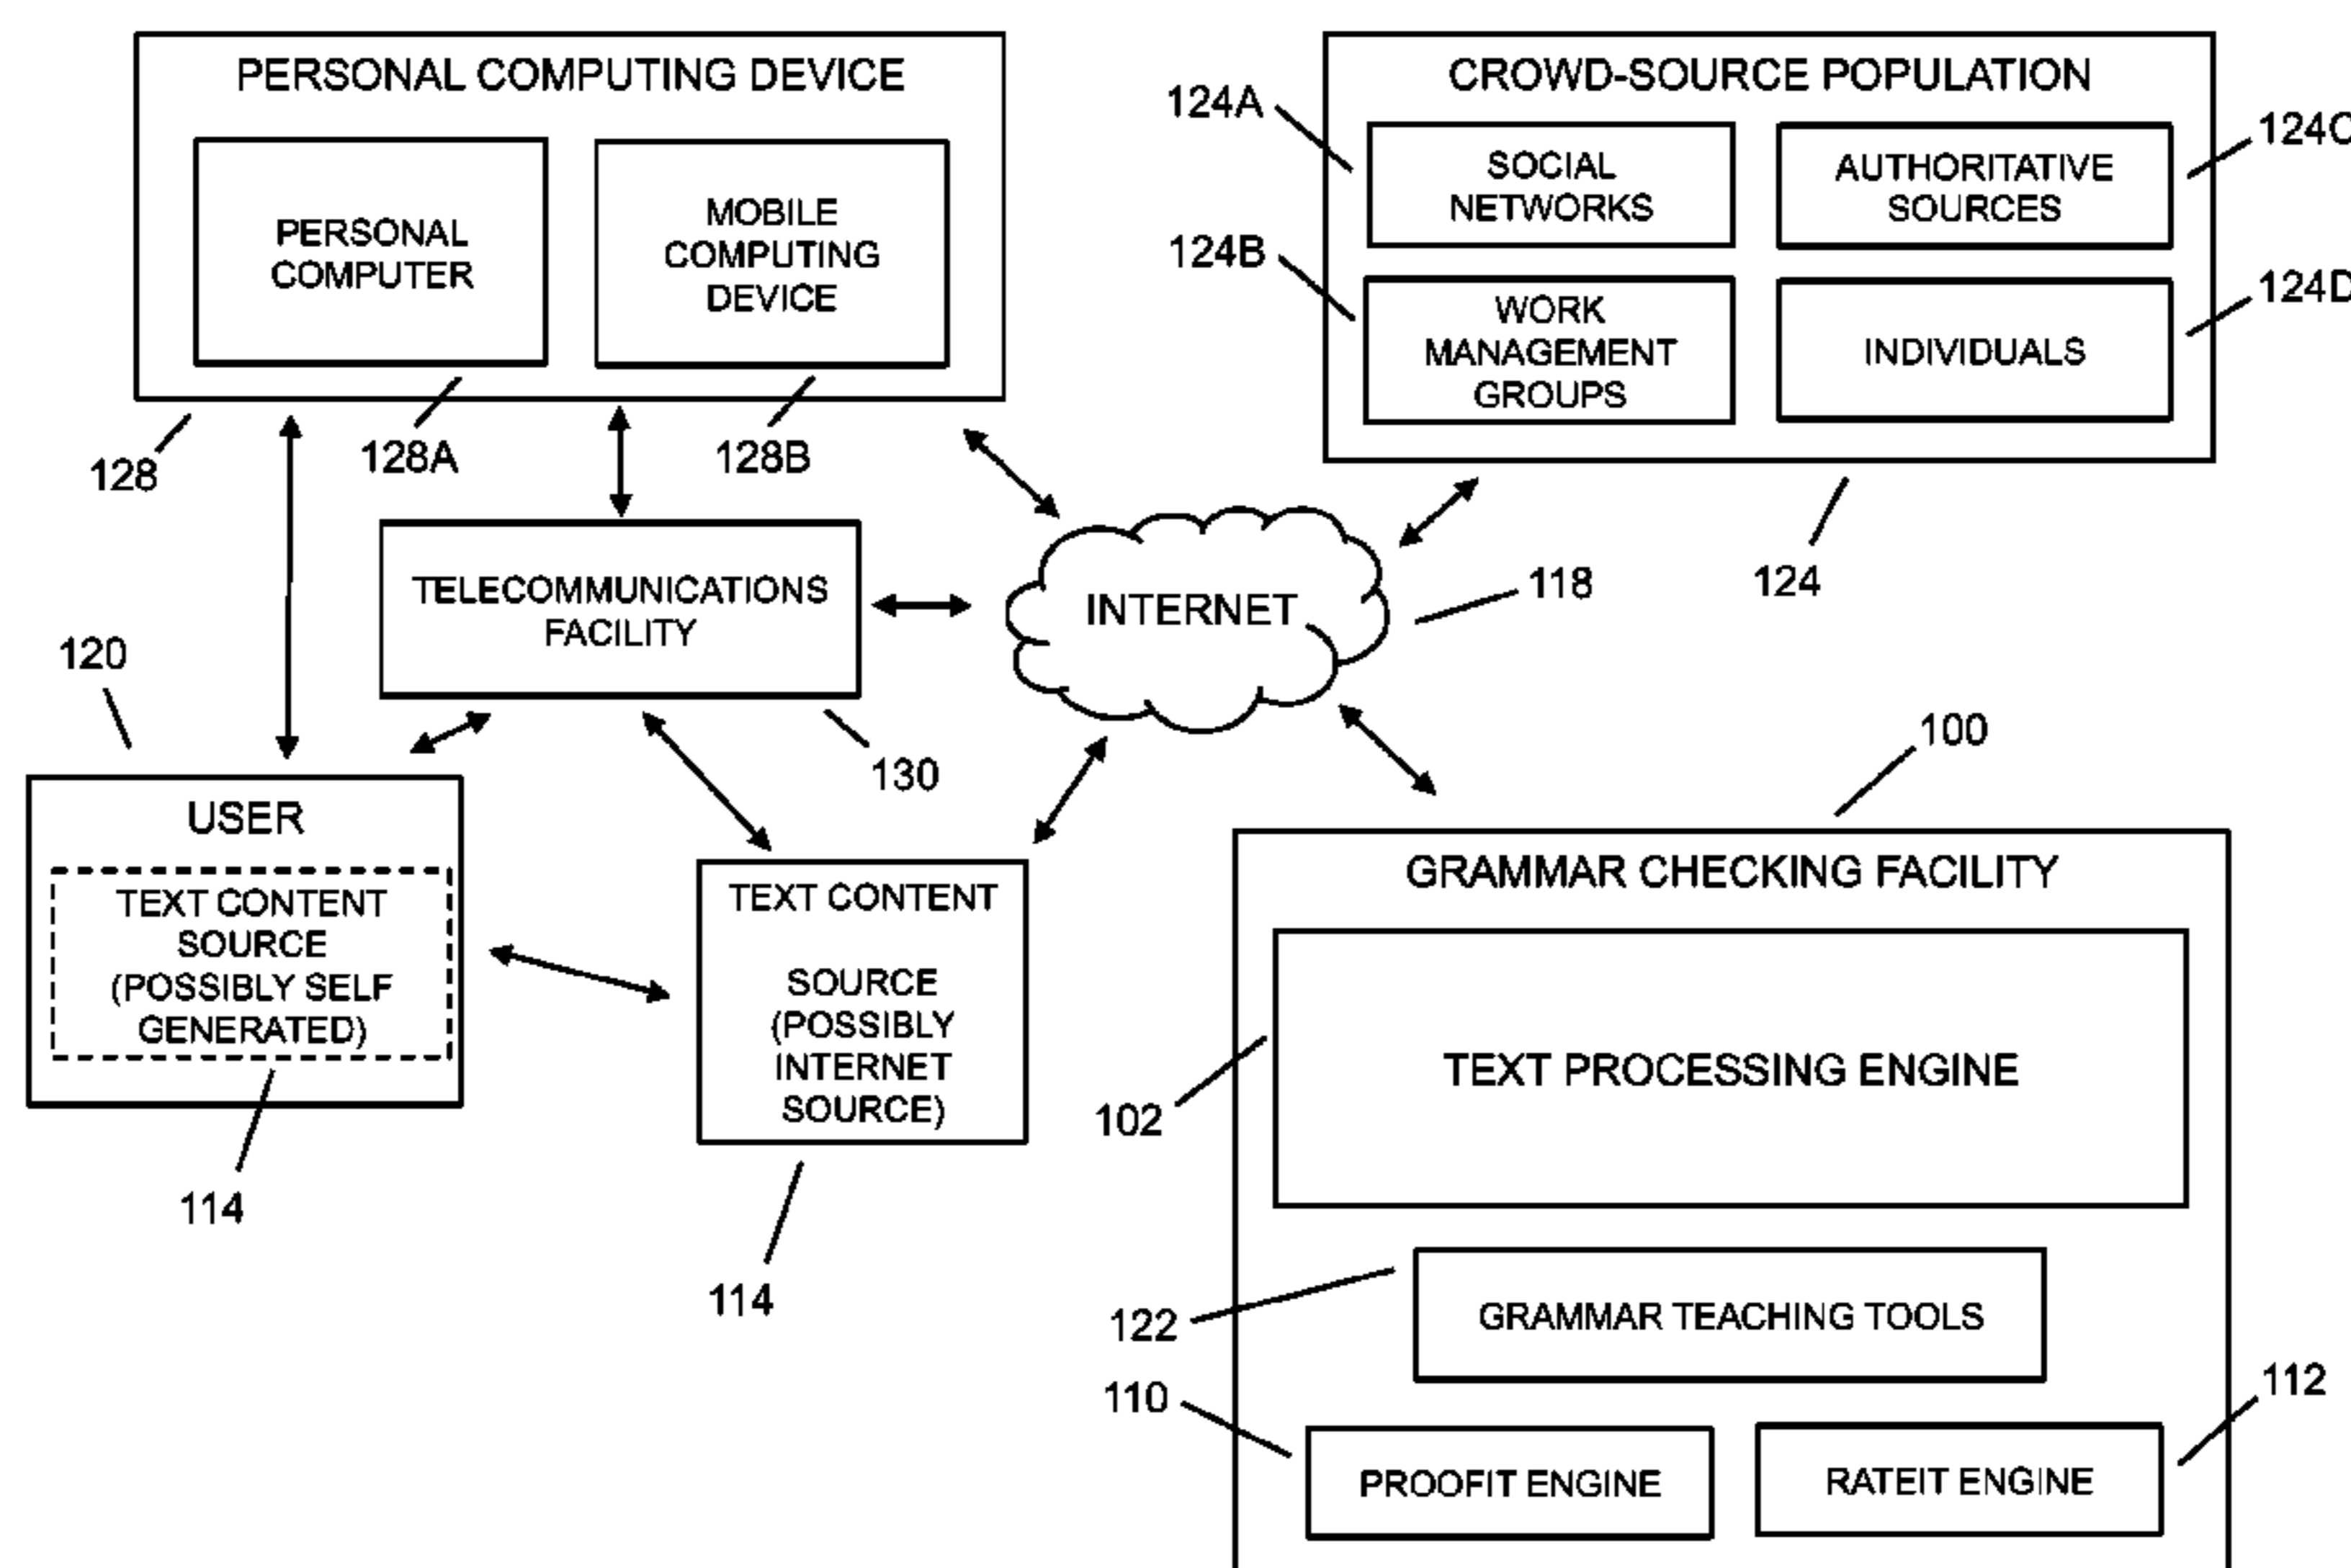 PERSONAL COMPUTING DEVICE
PERSONAL
COMPUTER
MOBILE
COMPUTING
DEVICE
128
128A
128B
CROWD-SOURCE POPULATION
124A
SOCIAL
NETWORKS
AUTHORITATIVE
SOURCES
124C
124B
WORK
MANAGEMENT
GROUPS
INDIVIDUALS
124D
124
TELECOMMUNICATIONS
FACILITY
130
INTERNET
118
120
USER
TEXT CONTENT
SOURCE
(POSSIBLY SELF
GENERATED)
114
TEXT CONTENT
SOURCE
(POSSIBLY
INTERNET
SOURCE)
114
100
GRAMMAR CHECKING FACILITY
TEXT PROCESSING ENGINE
102
122
GRAMMAR TEACHING TOOLS
110
PROOFIT ENGINE
RATEIT ENGINE
112